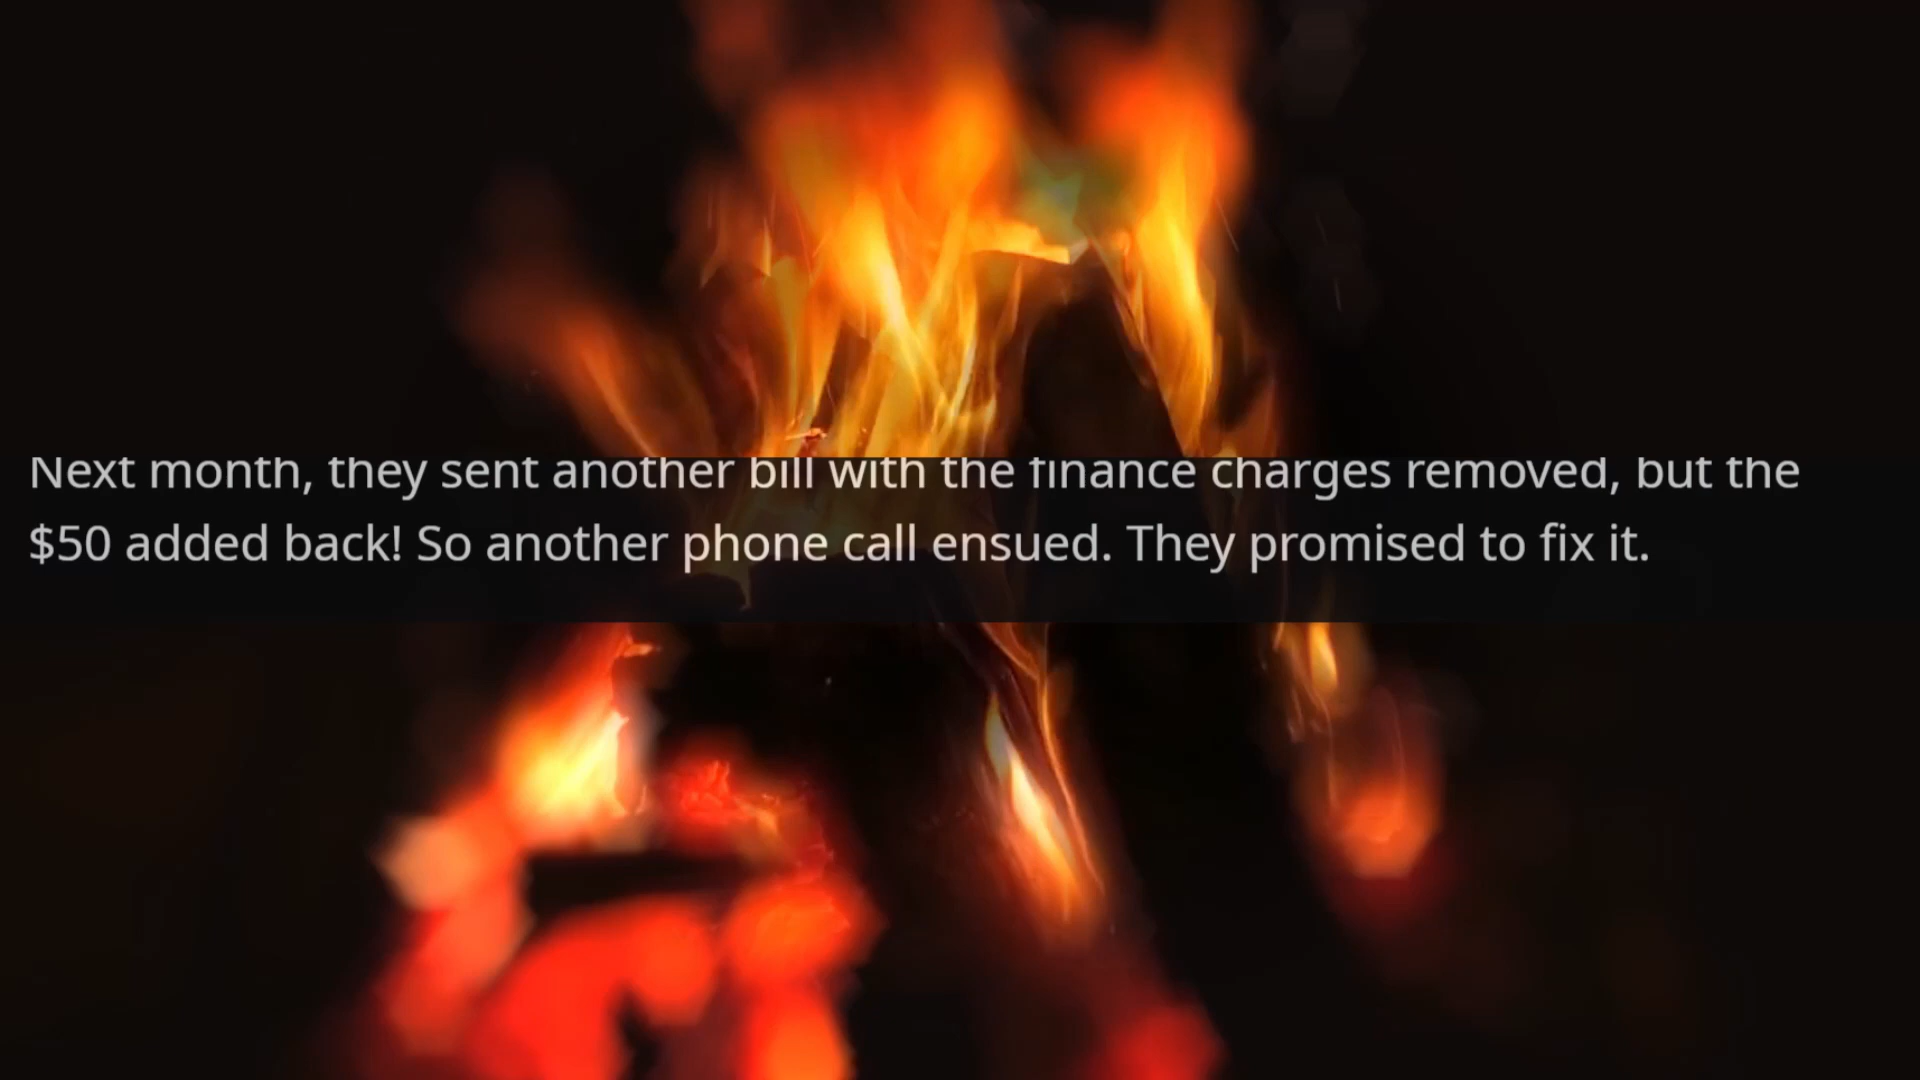 Next month, they sent another bill with the finance charges removed, but the
$50 added back! So another phone call ensued. They promised to fix it.